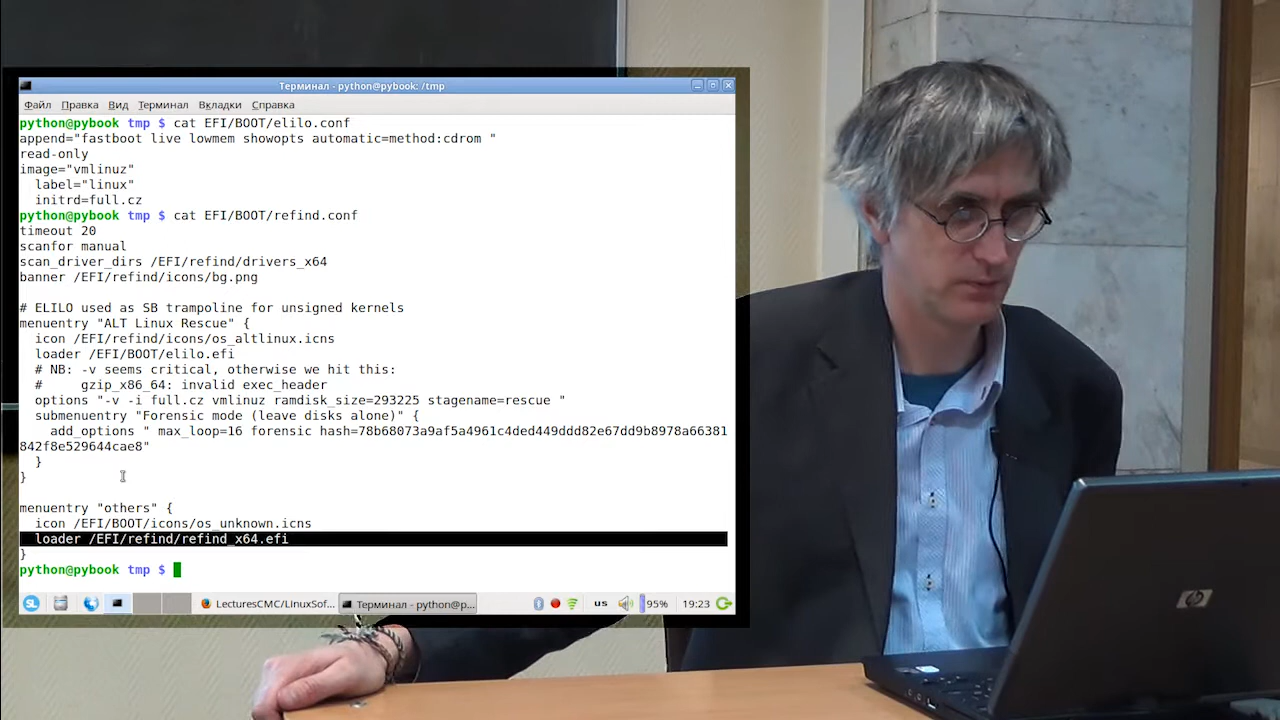 Терминал - python@pybook: /tmp
Файл Правка Вид Терминал Вкладки Справка
python@pybook tmp $ cat EFI/BOOT/elilo.conf
append="fastboot live lowmem showopts automatic=method:cdrom "
read-only
image="vmlinuz"
label="linux"
initrd=full.cz
python@pybook tmp $ cat EFI/BOOT/refind.conf
timeout 20
scanfor manual
scan_driver_dirs /EFI/refind/drivers_x64
banner /EFI/refind/icons/bg.png
# ELILO used as SB trampoline for unsigned kernels
menuentry "ALT Linux Rescue" {
icon /EFI/refind/icons/os_altlinux.icns
loader /EFI/BOOT/elilo.efi
# NB: -v seems critical, otherwise we hit this:
#     gzip_x86_64: invalid exec_header
options "-v -i full.cz vmlinuz ramdisk_size=293225 stagename=rescue "
submenuentry "Forensic mode (leave disks alone)" {
add_options " max_loop=16 forensic hash=78b68073a9af5a4961c4ded449ddd82e67dd9b8978a66381
842f8e529644cae8"
}
}
menuentry "others" {
icon /EFI/BOOT/icons/os_unknown.icns
loader /EFI/refind/refind_x64.efi
}
python@pybook tmp $
SL LecturesCMC/LinuxSof... Терминал - python@p... us 95% 19:23
hp